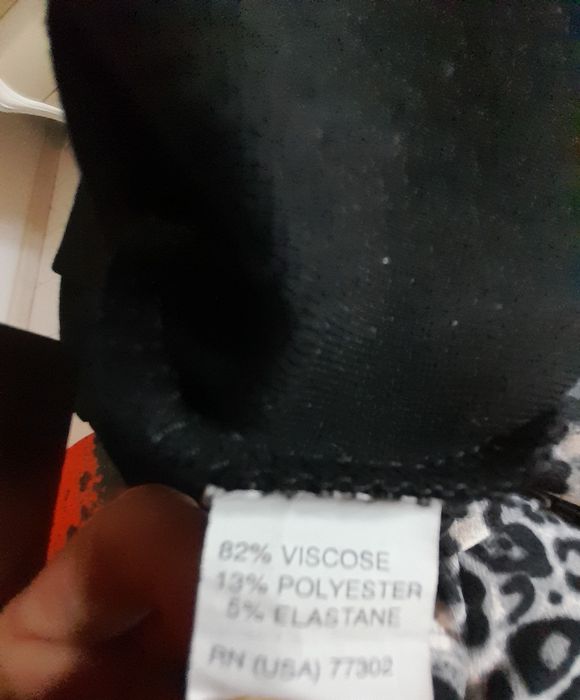 82% VISCOSE
13% POLYESTER
5% ELASTANE
RN (USA) 77302